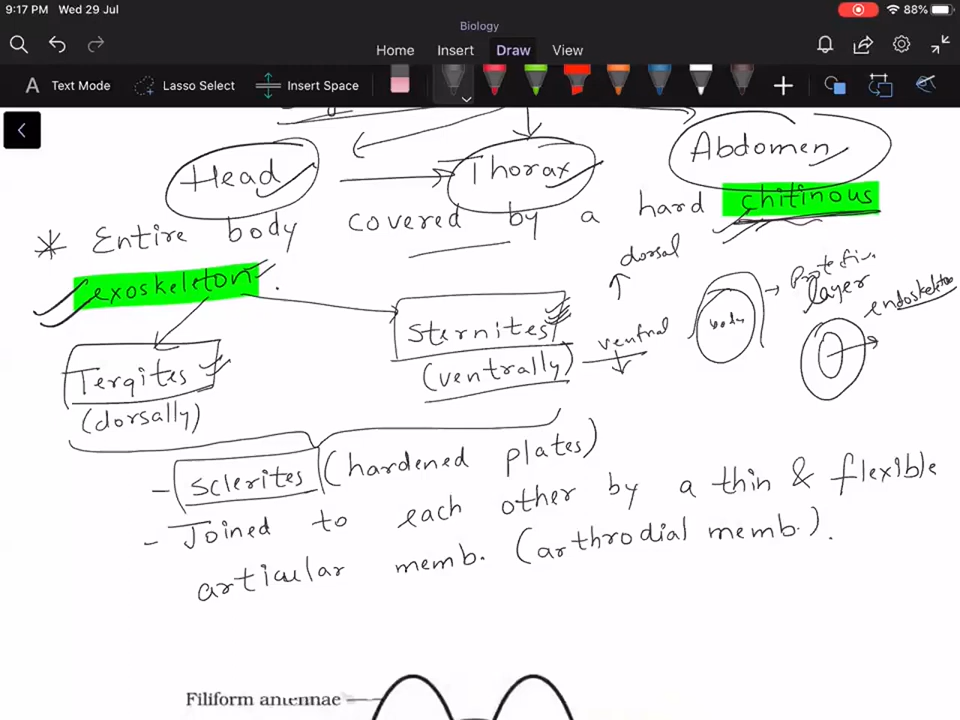 9:17 PM Wed 29 Jul
88%
Biology
Home Insert Draw View
A Text Mode Lasso Select Insert Space
Head Thorax Abdomen
* Entire body covered by a hard chitinous
exoskeleton.
dorsal
body
layer
endoskeleton
Tergites
(dorsally)
Sternites
(ventrally)
ventral
- Sclerites (hardened plates)
- Joined to each other by a thin & flexible
articular memb. (arthrodial memb.).
Filiform antennae